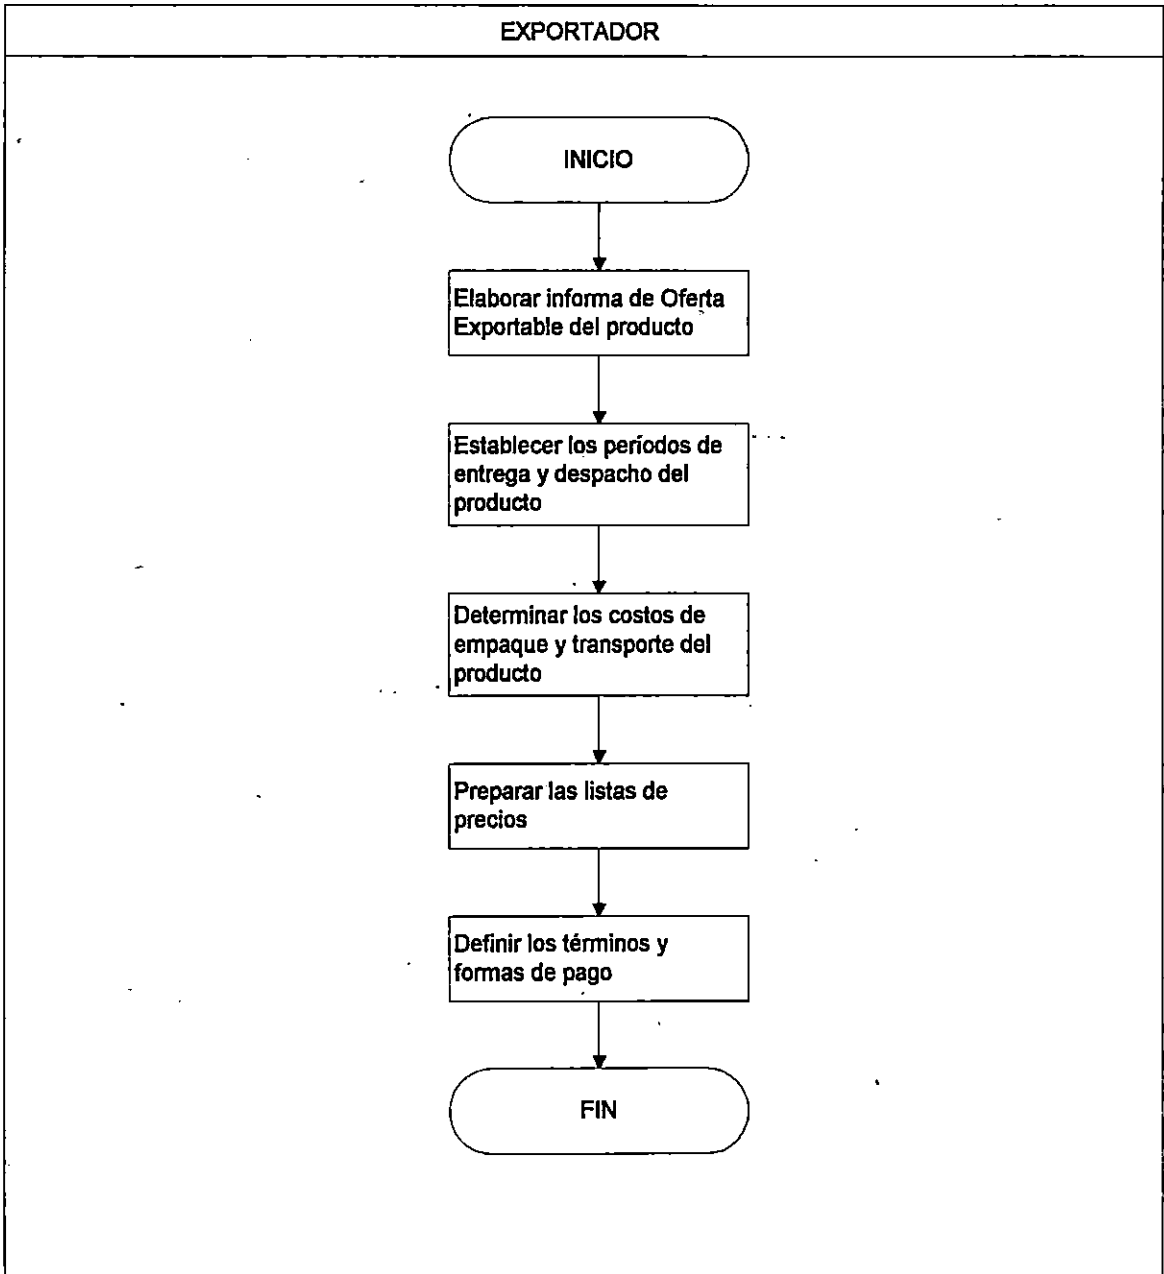 EXPORTADOR
INICIO
Elaborar informa de Oferta
Exportable del producto
Establecer los períodos de
entrega y despacho del
producto
Determinar los costos de
empaque y transporte del
producto
Preparar las listas de
precios
Definir los términos y
formas de pago
FIN